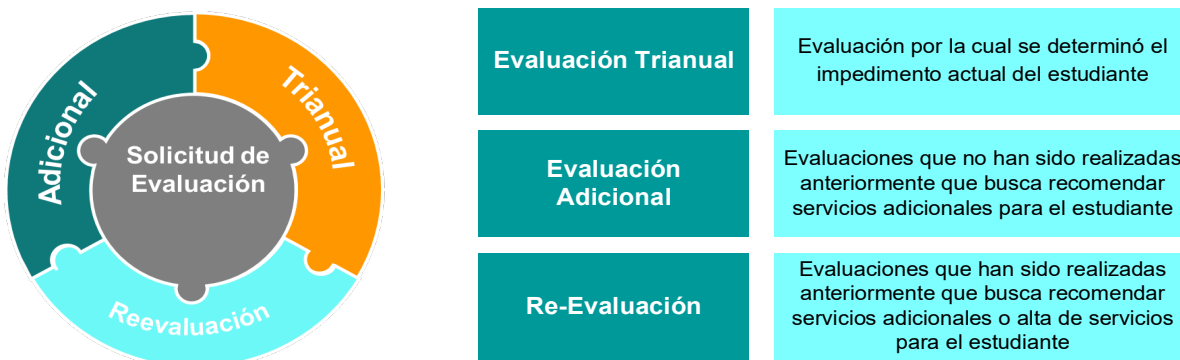 Adicional
Trianual
Solicitud de
Evaluación
Reevaluación
Evaluación Trianual
Evaluación por la cual se determinó el
impedimento actual del estudiante
Evaluación
Adicional
Evaluaciones que no han sido realizadas
anteriormente que busca recomendar
servicios adicionales para el estudiante
Re-Evaluación
Evaluaciones que han sido realizadas
anteriormente que busca recomendar
servicios adicionales o alta de servicios
para el estudiante